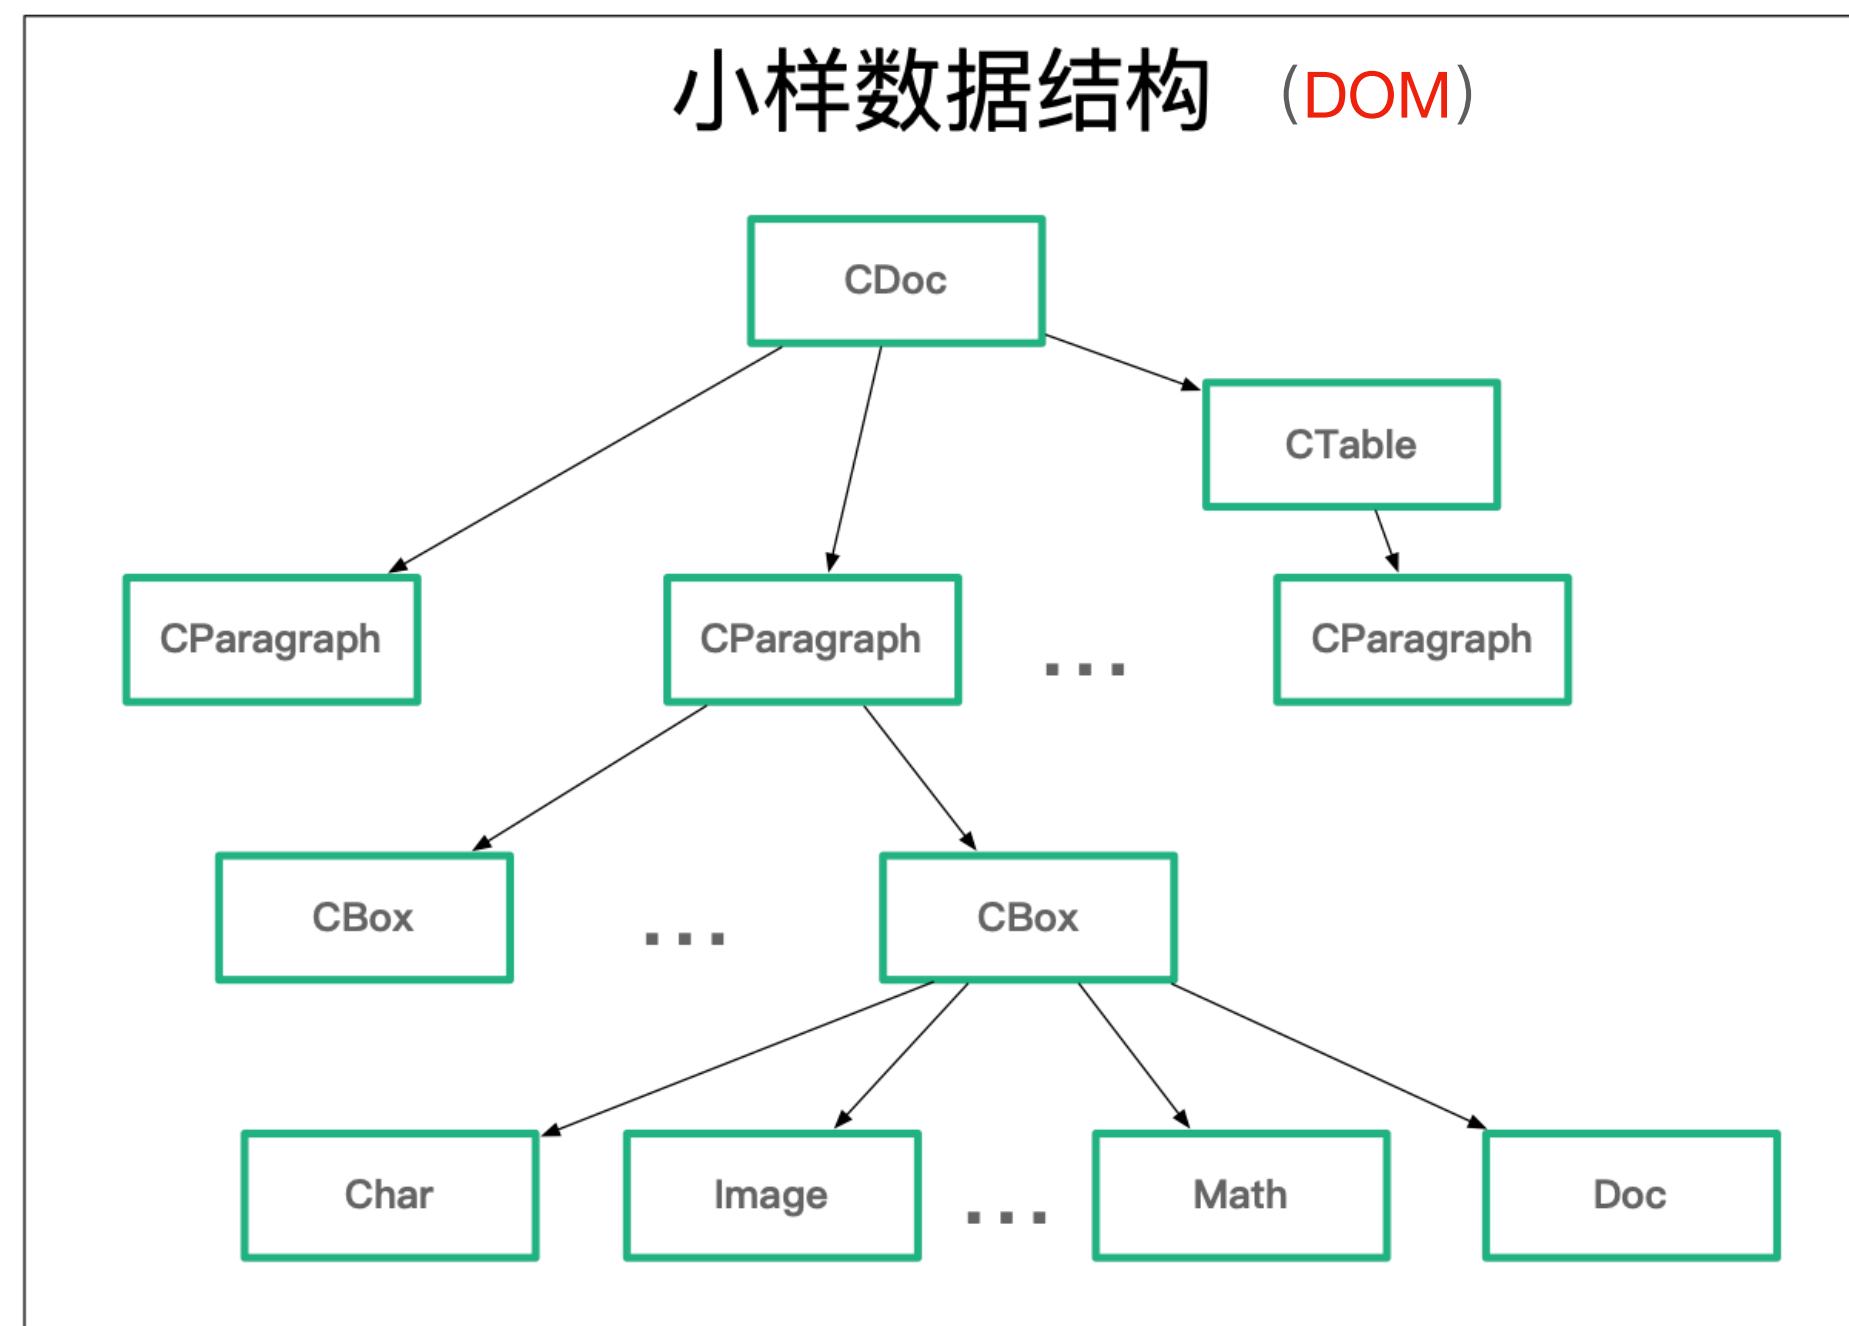 小样数据结构 (DOM)
CDoc
CTable
CParagraph CParagraph ... CParagraph
CBox ... CBox
Char Image ... Math Doc